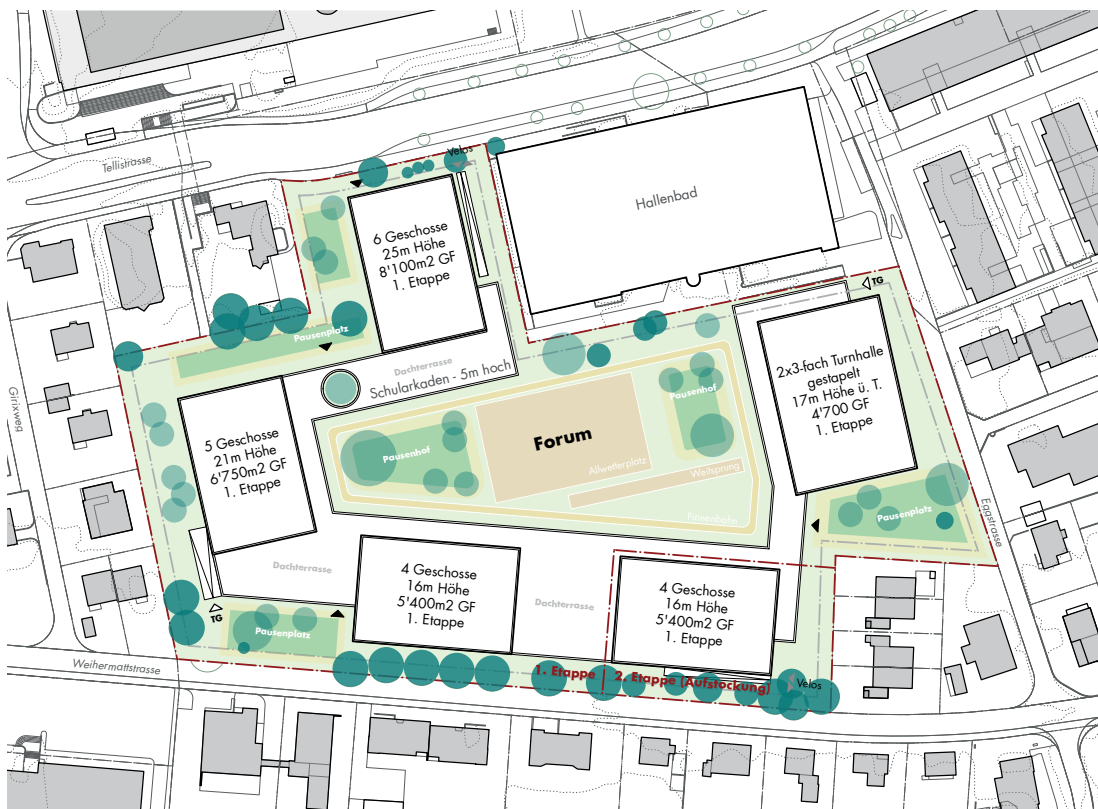 Tellistrasse
Velos
Hallenbad
6 Geschosse
25m Höhe
8'100m2 GF
1. Etappe
TG
Pausenplatz
Dachterrasse
Schularkaden - 5m hoch
2x3-fach Turnhalle
gestapelt
17m Höhe ü. T.
4'700 GF
1. Etappe
Girixweg
5 Geschosse
21m Höhe
6'750m2 GF
1. Etappe
Pausenhof
Forum
Pausenhof
Allwetterplatz
Weitsprung
Finnenbahn
Pausenplatz
Eggstrasse
Dachterrasse
4 Geschosse
16m Höhe
5'400m2 GF
1. Etappe
Dachterrasse
4 Geschosse
16m Höhe
5'400m2 GF
1. Etappe
TG
Pausenplatz
Weihermattstrasse
1. Etappe
2. Etappe (Aufstockung)
Velos